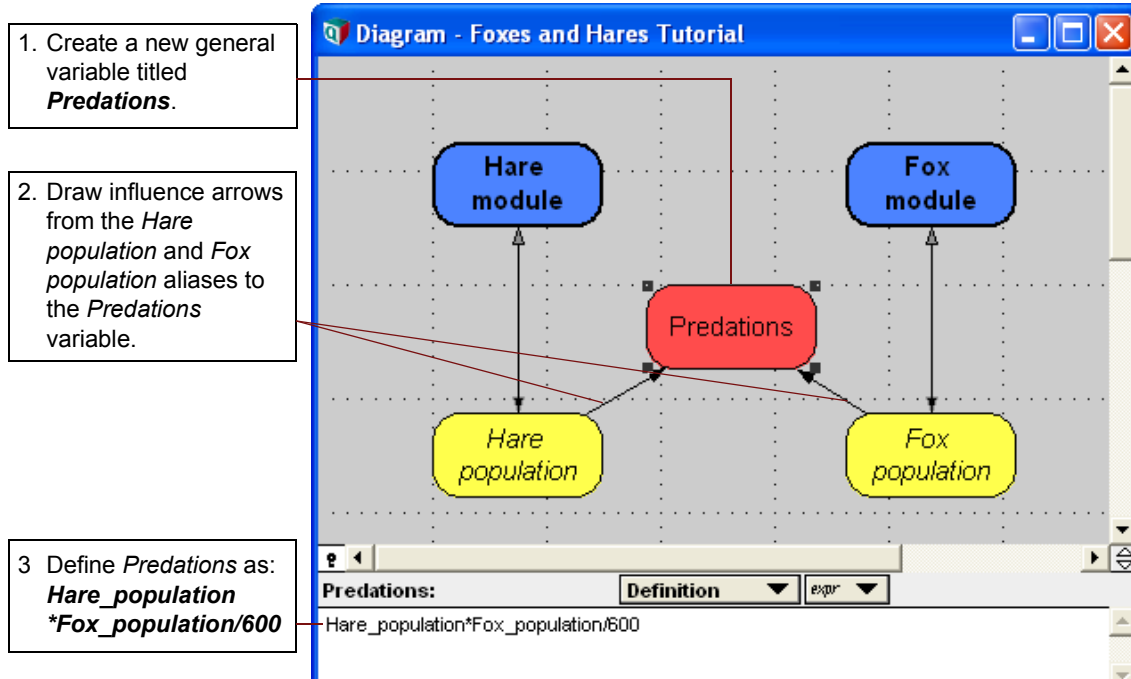 1. Create a new general
variable titled
Predations.
2. Draw influence arrows
from the Hare
population and Fox
population aliases to
the Predations
variable.
3 Define Predations as:
Hare_population
*Fox_population/600
Diagram - Foxes and Hares Tutorial
Hare
module
Fox
module
Predations
Hare
population
Fox
population
Predations:
Definition
expr
Hare_population*Fox_population/600